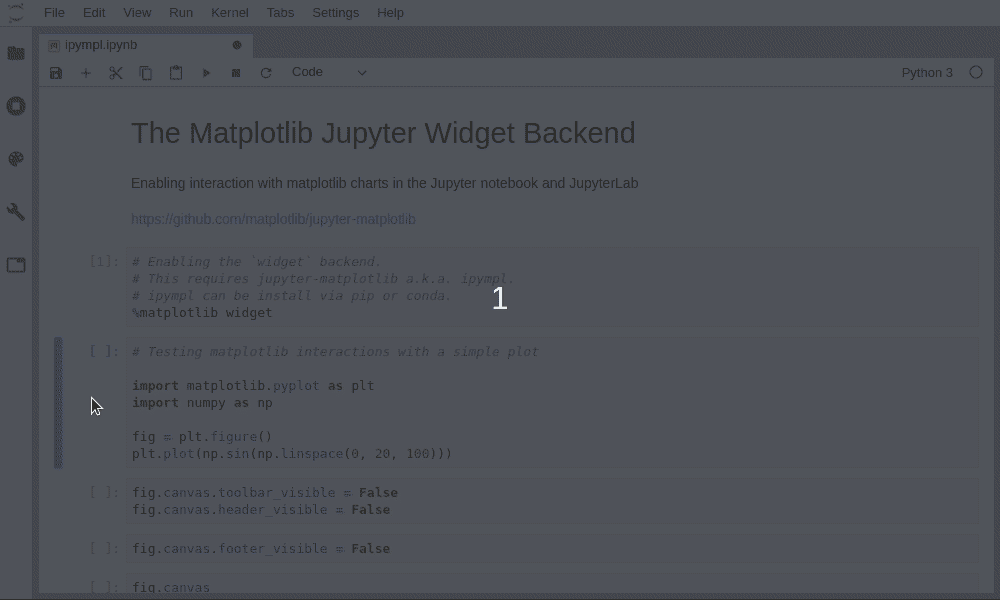 File Edit View Run Kernel Tabs Settings Help
ipympl.ipynb
Code
Python 3
The Matplotlib Jupyter Widget Backend
Enabling interaction with matplotlib charts in the Jupyter notebook and JupyterLab
https://github.com/matplotlib/jupyter-matplotlib
[1]: # Enabling the `widget` backend.
# This requires jupyter-matplotlib a.k.a. ipympl.
# ipympl can be install via pip or conda.
%matplotlib widget
1
[ ]: # Testing matplotlib interactions with a simple plot
import matplotlib.pyplot as plt
import numpy as np
fig = plt.figure()
plt.plot(np.sin(np.linspace(0, 20, 100)))
[ ]: fig.canvas.toolbar_visible = False
fig.canvas.header_visible = False
[ ]: fig.canvas.footer_visible = False
[ ]: fig.canvas